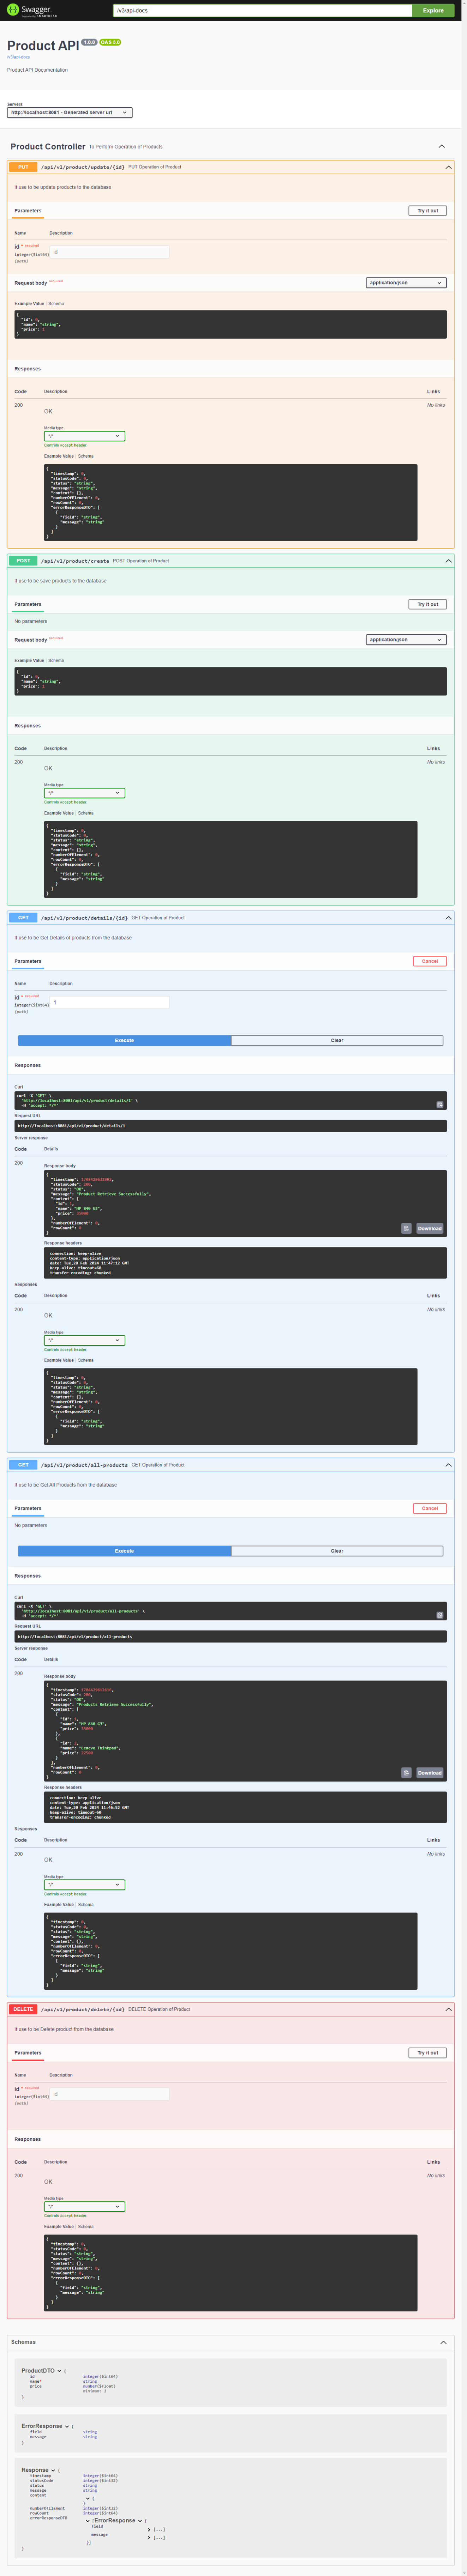 Swagger
Supported by SMARTBEAR
/v3/api-docs
Explore
Product API 1.0.0 OAS 3.0
/v3/api-docs
Product API Documentation
Servers
http://localhost:8081 - Generated server url
Product Controller To Perform Operation of Products
PUT /api/v1/product/update/{id} PUT Operation of Product
It use to be update products to the database
Parameters Try it out
Name Description
id * required
integer($int64)
(path)
id
Request body required application/json
Example Value Schema
{
"id": 0,
"name": "string",
"price": 1
}
Responses
Code Description Links
200 OK No links
Media type
*/*
Controls Accept header.
Example Value Schema
{
"timestamp": 0,
"statusCode": 0,
"status": "string",
"message": "string",
"content": {},
"numberOfElement": 0,
"rowCount": 0,
"errorResponseDTO": [
{
"field": "string",
"message": "string"
}
]
}
POST /api/v1/product/create POST Operation of Product
It use to be save products to the database
Parameters Try it out
No parameters
Request body required application/json
Example Value Schema
{
"id": 0,
"name": "string",
"price": 1
}
Responses
Code Description Links
200 OK No links
Media type
*/*
Controls Accept header.
Example Value Schema
{
"timestamp": 0,
"statusCode": 0,
"status": "string",
"message": "string",
"content": {},
"numberOfElement": 0,
"rowCount": 0,
"errorResponseDTO": [
{
"field": "string",
"message": "string"
}
]
}
GET /api/v1/product/details/{id} GET Operation of Product
It use to be Get Details of products from the database
Parameters Cancel
Name Description
id * required
integer($int64)
(path)
1
Execute Clear
Responses
Curl
curl -X 'GET' \
'http://localhost:8081/api/v1/product/details/1' \
-H 'accept: */*'
Request URL
http://localhost:8081/api/v1/product/details/1
Server response
Code Details
200 Response body
{
"timestamp":
"statusCode": 200,
"status": "OK",
"message": "Product Retrieve Successfully",
"content": {
"id": 1,
"name": "HP 840 G3",
"price": 35000
},
"numberOfElement": 0,
"rowCount": 0
}
Download
Response headers
connection: keep-alive
content-type: application/json
date: Tue,20 Feb 2024 11:47:12 GMT
keep-alive: timeout=60
transfer-encoding: chunked
Responses
Code Description Links
200 OK No links
Media type
*/*
Controls Accept header.
Example Value Schema
{
"timestamp": 0,
"statusCode": 0,
"status": "string",
"message": "string",
"content": {},
"numberOfElement": 0,
"rowCount": 0,
"errorResponseDTO": [
{
"field": "string",
"message": "string"
}
]
}
GET /api/v1/product/all-products GET Operation of Product
It use to be Get All Products from the database
Parameters Cancel
No parameters
Execute Clear
Responses
Curl
curl -X 'GET' \
'http://localhost:8081/api/v1/product/all-products' \
-H 'accept: */*'
Request URL
http://localhost:8081/api/v1/product/all-products
Server response
Code Details
200 Response body
{
"timestamp":
"statusCode": 200,
"status": "OK",
"message": "Products Retrieve Successfully",
"content": [
{
"id": 1,
"name": "HP 840 G3",
"price": 35000
},
{
"id": 2,
"name": "Lenovo Thinkpad",
"price":
}
],
"numberOfElement": 0,
"rowCount": 0
}
Download
Response headers
connection: keep-alive
content-type: application/json
date: Tue,20 Feb 2024 11:46:52 GMT
keep-alive: timeout=60
transfer-encoding: chunked
Responses
Code Description Links
200 OK No links
Media type
*/*
Controls Accept header.
Example Value Schema
{
"timestamp": 0,
"statusCode": 0,
"status": "string",
"message": "string",
"content": {},
"numberOfElement": 0,
"rowCount": 0,
"errorResponseDTO": [
{
"field": "string",
"message": "string"
}
]
}
DELETE /api/v1/product/delete/{id} DELETE Operation of Product
It use to be Delete product from the database
Parameters Try it out
Name Description
id * required
integer($int64)
(path)
id
Responses
Code Description Links
200 OK No links
Media type
*/*
Controls Accept header.
Example Value Schema
{
"timestamp": 0,
"statusCode": 0,
"status": "string",
"message": "string",
"content": {},
"numberOfElement": 0,
"rowCount": 0,
"errorResponseDTO": [
{
"field": "string",
"message": "string"
}
]
}
Schemas
ProductDTO {
id integer($int64)
name* string
price number($float)
minimum: 1
}
ErrorResponse {
field string
message string
}
Response {
timestamp integer($int64)
statusCode integer($int32)
status string
message string
content {
}
numberOfElement integer($int32)
rowCount integer($int64)
errorResponseDTO [ErrorResponse {
field [...]
message [...]
}]
}